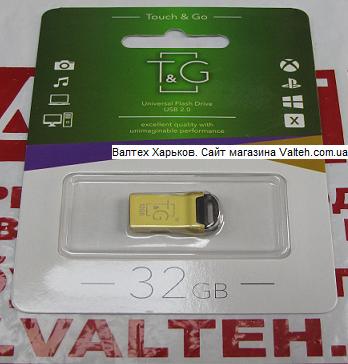 Touch & Go
T&G
Universal Flash Drive
USB 2.0
excellent quality with
unimaginable performance
Валтех Харьков. Сайт магазина Valteh.com.ua
T&G
32GB
32GB
.VALTEH.